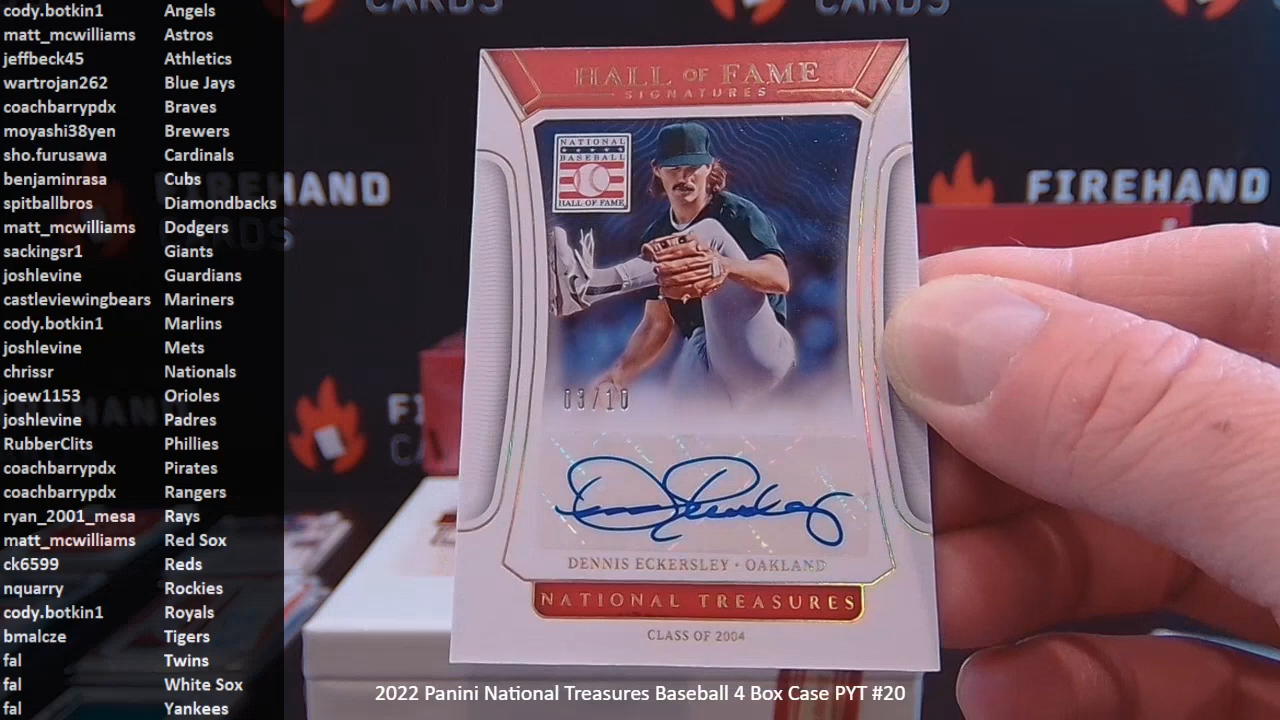 cody.botkin1 Angels
matt_mcwilliams Astros
jeffbeck45 Athletics
wartrojan262 Blue Jays
coachbarrypdx Braves
moyashi38yen Brewers
sho.furusawa Cardinals
benjaminrasa Cubs
spitballbros Diamondbacks
matt_mcwilliams Dodgers
sackingsr1 Giants
joshlevine Guardians
castleviewingbears Mariners
cody.botkin1 Marlins
joshlevine Mets
chrissr Nationals
joew1153 Orioles
joshlevine Padres
RubberClits Phillies
coachbarrypdx Pirates
coachbarrypdx Rangers
ryan_2001_mesa Rays
matt_mcwilliams Red Sox
ck6599 Reds
nquarry Rockies
cody.botkin1 Royals
bmalcze Tigers
fal Twins
fal White Sox
fal Yankees
CARDS
CARDS
HALL OF FAME
SIGNATURES
NATIONAL
BASEBALL
HALL OF FAME
FIREHAND
FIREHAND
CARDS
03/10
Dennis Eckersley
DENNIS ECKERSLEY • OAKLAND
NATIONAL TREASURES
CLASS OF 2004
2022 Panini National Treasures Baseball 4 Box Case PYT #20